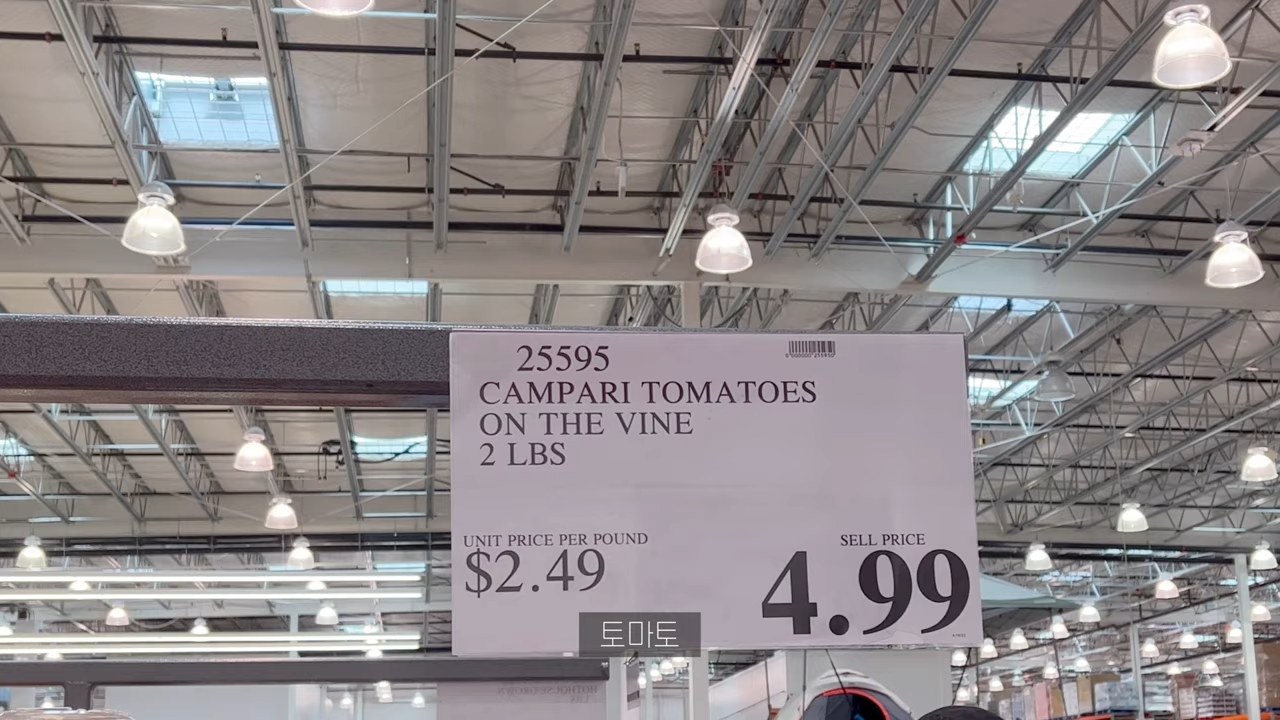 25595
CAMPARI TOMATOES
ON THE VINE
2 LBS
UNIT PRICE PER POUND
$2.49
SELL PRICE
4.99
토마토